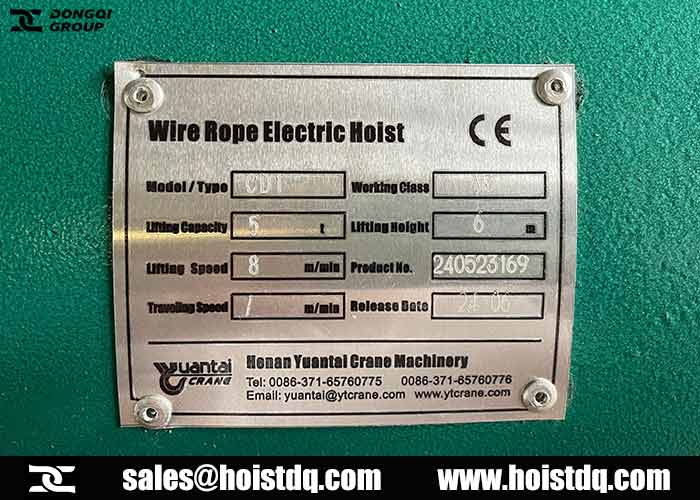 DONGQI
GROUP
Wire Rope Electric Hoist CE
Model / Type CD1 Working Class
Lifting Capacity 5 t Lifting Height 6 m
Lifting Speed 8 m/min Product No. 240523169
Traveling Speed / m/min Release Date 24 06
Yuantai
CRANE
Henan Yuantai Crane Machinery
Tel: 0086-371-65760775 0086-371-65760776
Email: yuantai@ytcrane.com www.ytcrane.com
sales@hoistdq.com www.hoistdq.com